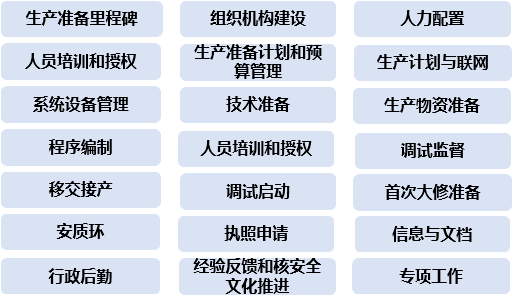 生产准备里程碑
组织机构建设
人力配置
人员培训和授权
生产准备计划和预
算管理
生产计划与联网
系统设备管理
技术准备
生产物资准备
程序编制
人员培训和授权
调试监督
移交接产
调试启动
首次大修准备
安质环
执照申请
信息与文档
行政后勤
经验反馈和核安全
文化推进
专项工作